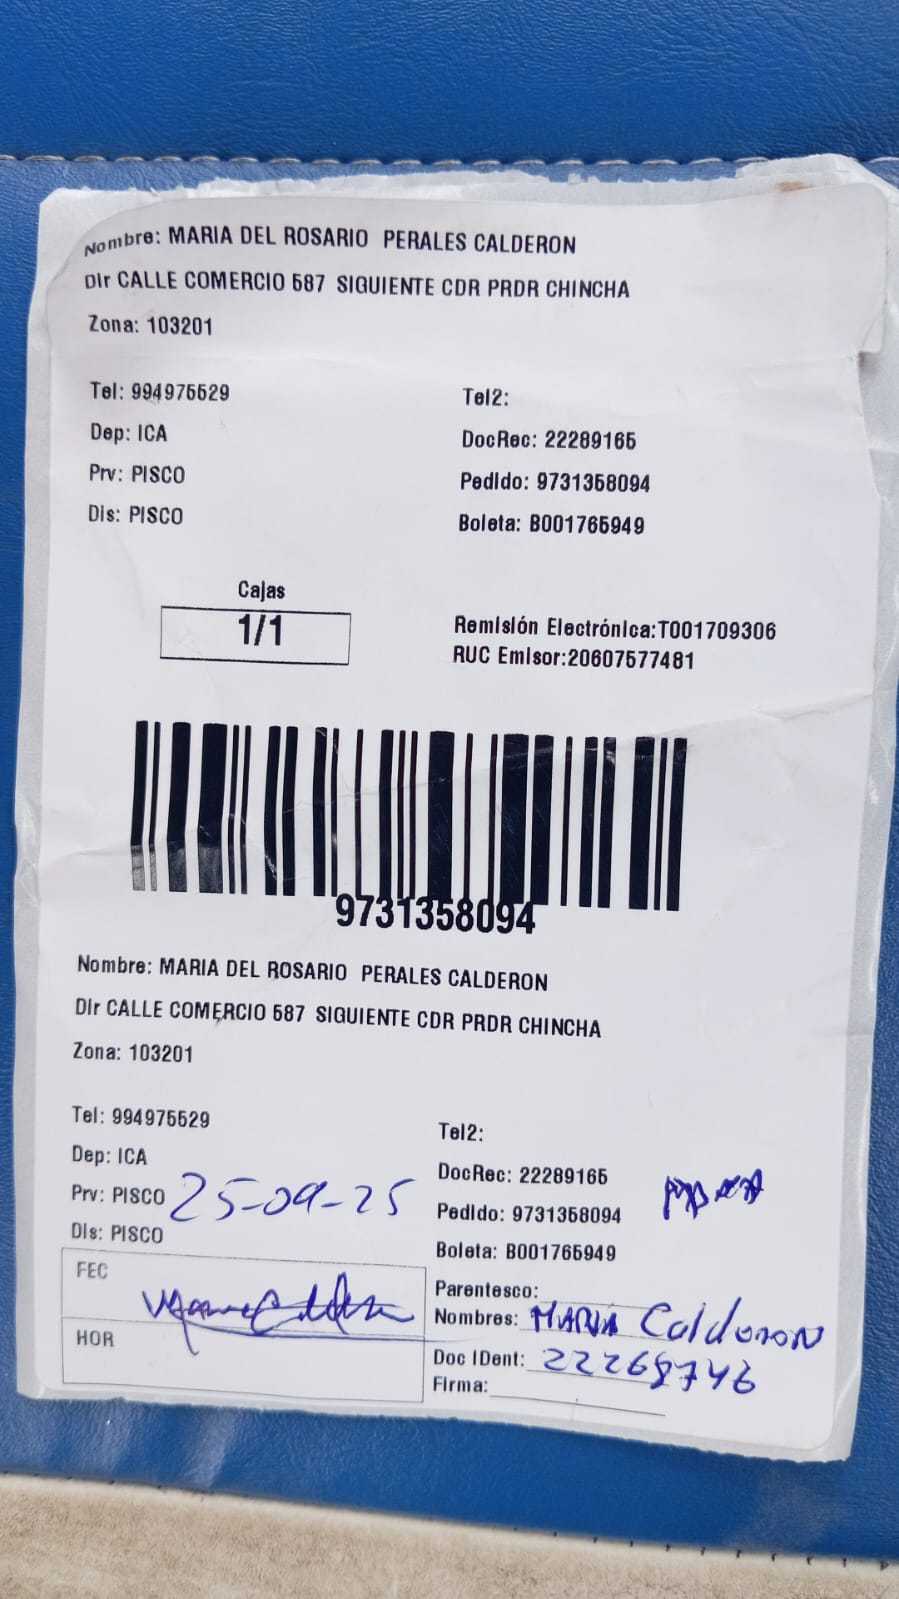 Nombre: MARIA DEL ROSARIO PERALES CALDERON
Dir CALLE COMERCIO 587 SIGUIENTE CDR PRDR CHINCHA
Zona: 103201
Tel: 994975529 Tel2:
Dep: ICA DocRec: 22289165
Prv: PISCO Pedido: 9731358094
Dis: PISCO Boleta: B001765949
Cajas
1/1
Remisión Electrónica:T001709306
RUC Emisor:20607577481
9731358094
Nombre: MARIA DEL ROSARIO PERALES CALDERON
Dir CALLE COMERCIO 587 SIGUIENTE CDR PRDR CHINCHA
Zona: 103201
Tel: 994975529 Tel2:
Dep: ICA DocRec: 22289165
Prv: PISCO 25-09-25 Pedido: 9731358094
Dis: PISCO Boleta: B001765949
FEC Parentesco:
Nombres: MARIA Calderon
HOR Doc IDent: 22268746
Firma: